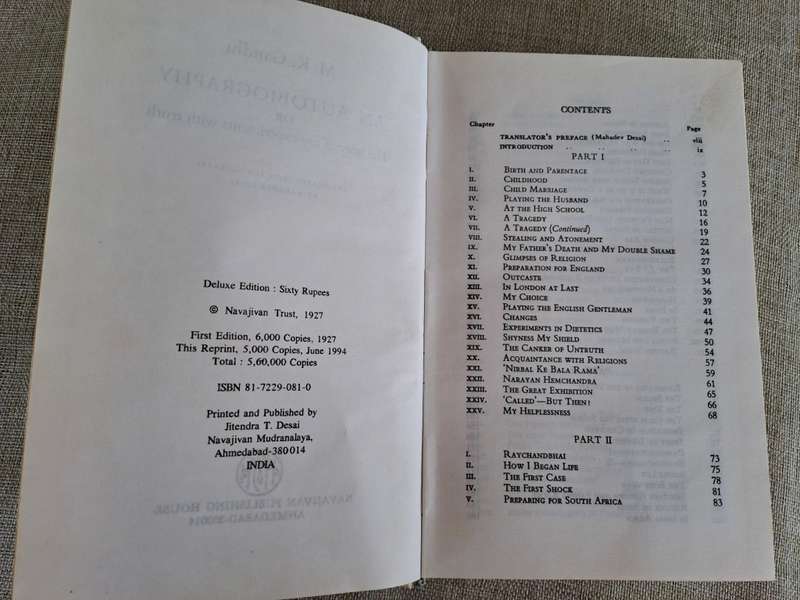 Deluxe Edition : Sixty Rupees
© Navajivan Trust, 1927
First Edition, 6,000 Copies, 1927
This Reprint, 5,000 Copies, June 1994
Total : 5,60,000 Copies
ISBN 81-7229-081-0
Printed and Published by
Jitendra T. Desai
Navajivan Mudranalaya,
Ahmedabad-380014
INDIA
CONTENTS
Chapter Page
TRANSLATOR'S PREFACE (Mahadev Desai) .. viii
INTRODUCTION .. .. .. .. ix
PART I
I. BIRTH AND PARENTAGE 3
II. CHILDHOOD 5
III. CHILD MARRIAGE 7
IV. PLAYING THE HUSBAND 10
V. AT THE HIGH SCHOOL 12
VI. A TRAGEDY 16
VII. A TRAGEDY (Continued) 19
VIII. STEALING AND ATONEMENT 22
IX. MY FATHER'S DEATH AND MY DOUBLE SHAME 24
X. GLIMPSES OF RELIGION 27
XI. PREPARATION FOR ENGLAND 30
XII. OUTCASTE 34
XIII. IN LONDON AT LAST 36
XIV. MY CHOICE 39
XV. PLAYING THE ENGLISH GENTLEMAN 41
XVI. CHANGES 44
XVII. EXPERIMENTS IN DIETETICS 47
XVIII. SHYNESS MY SHIELD 50
XIX. THE CANKER OF UNTRUTH 54
XX. ACQUAINTANCE WITH RELIGIONS 57
XXI. 'NIRBAL KE BALA RAMA' 59
XXII. NARAYAN HEMCHANDRA 61
XXIII. THE GREAT EXHIBITION 65
XXIV. 'CALLED'—BUT THEN? 66
XXV. MY HELPLESSNESS 68
PART II
I. RAYCHANDBHAI 73
II. HOW I BEGAN LIFE 75
III. THE FIRST CASE 78
IV. THE FIRST SHOCK 81
V. PREPARING FOR SOUTH AFRICA 83